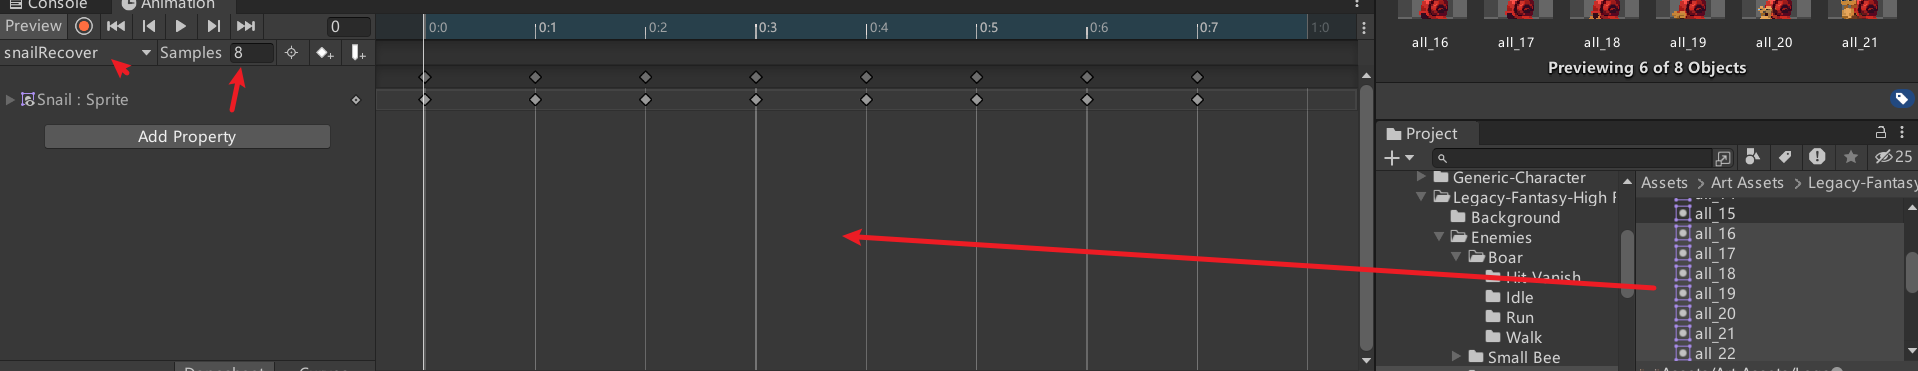 Console
Animation
Preview
0
0:0
0:1
0:2
0:3
0:4
0:5
0:6
0:7
1:0
snailRecover
Samples
8
Snail : Sprite
Add Property
all_16
all_17
all_18
all_19
all_20
all_21
Previewing 6 of 8 Objects
Project
25
Generic-Character
Legacy-Fantasy-High F
Background
Enemies
Boar
Hit Vanish
Idle
Run
Walk
Small Bee
Assets > Art Assets > Legacy-Fantasy
all_15
all_16
all_17
all_18
all_19
all_20
all_21
all_22